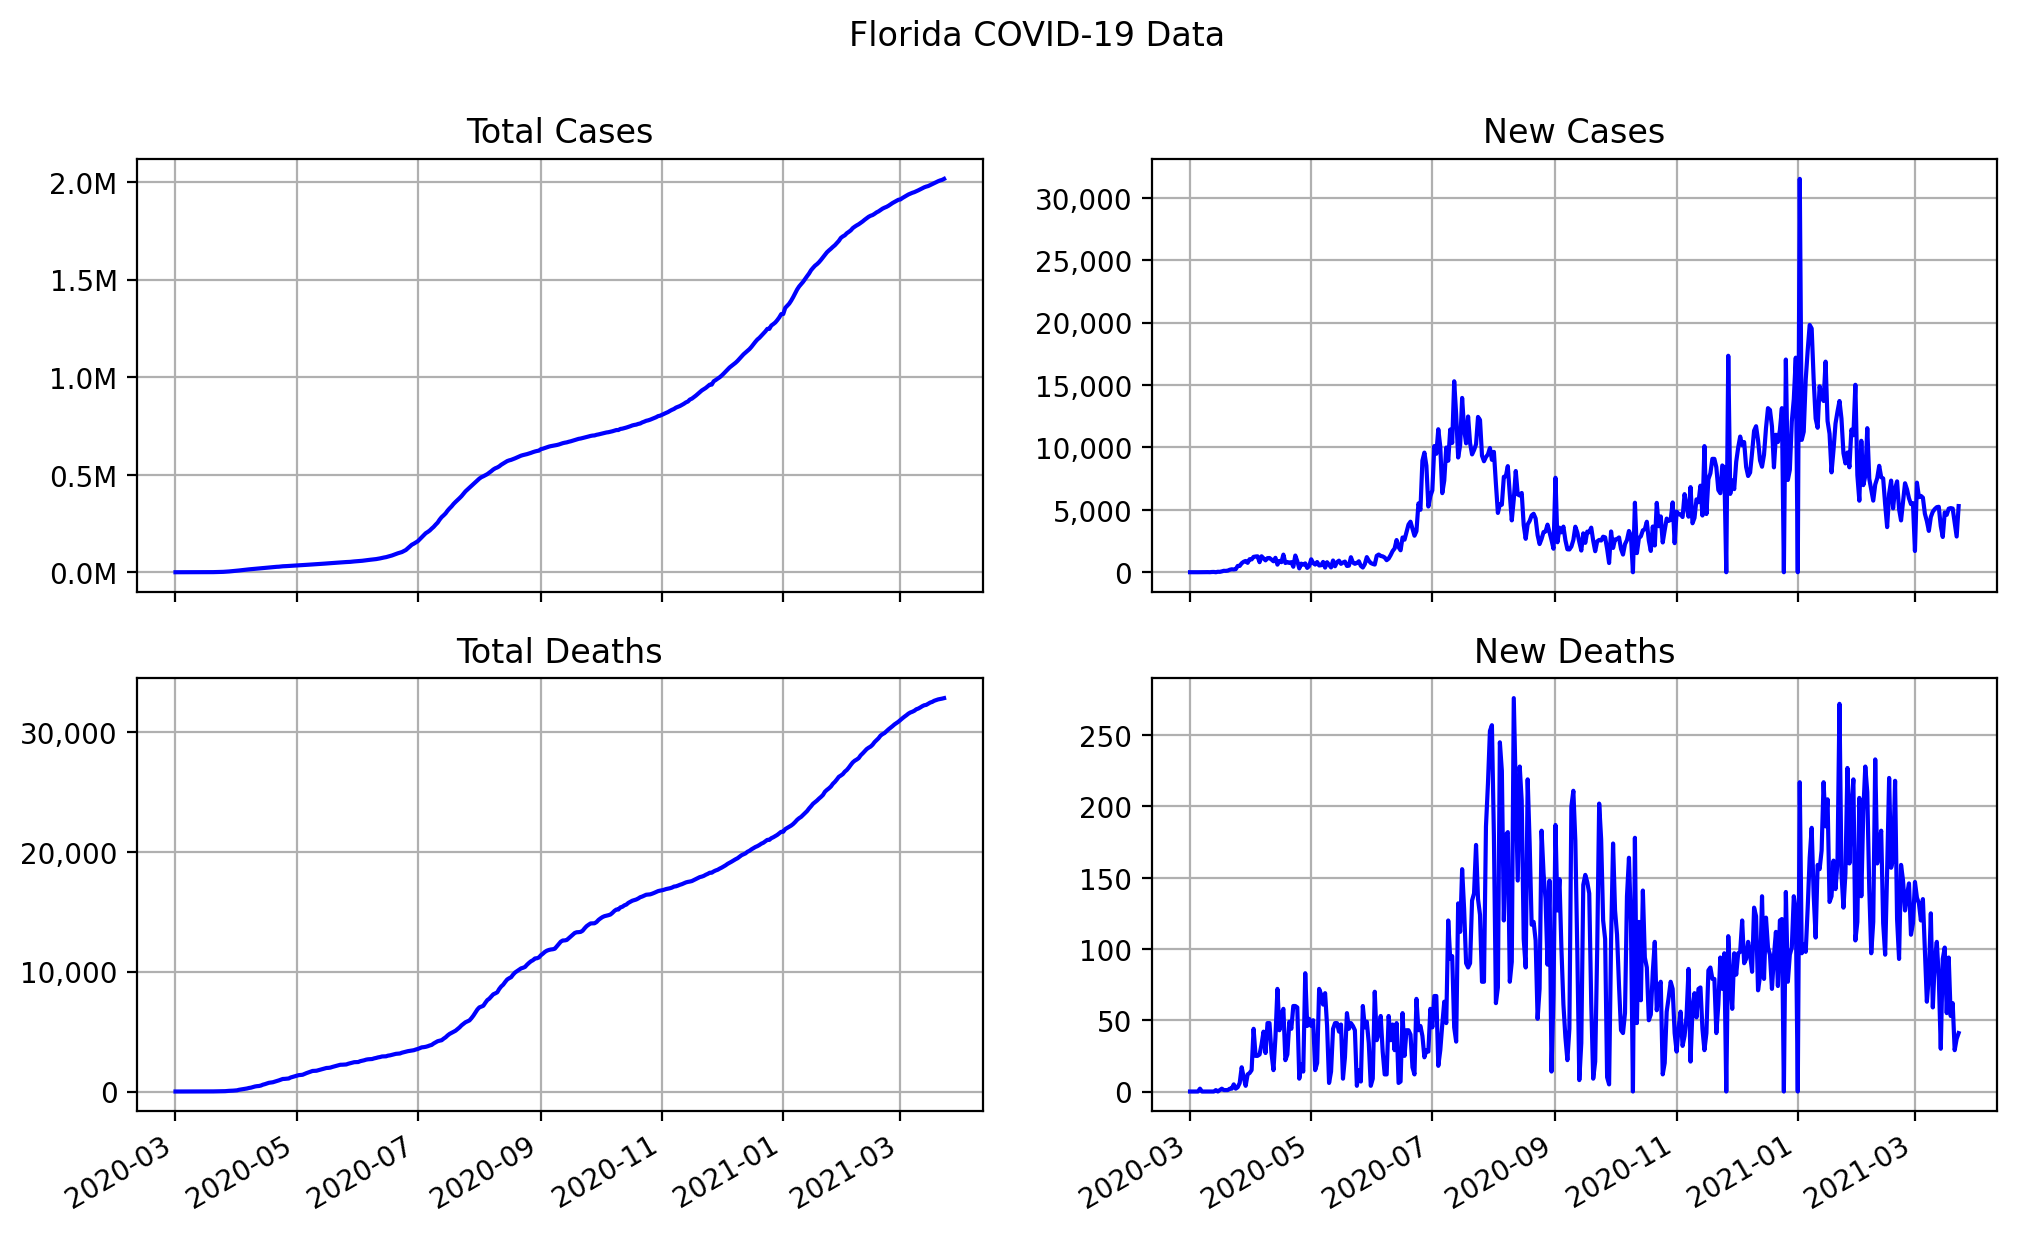 Florida COVID-19 Data
Total Cases
2.0M
1.5M
1.0M
0.5M
0.0M
New Cases
30,000
25,000
20,000
15,000
10,000
5,000
0
Total Deaths
30,000
20,000
10,000
0
2020-03 2020-05 2020-07 2020-09 2020-11 2021-01 2021-03
New Deaths
250
200
150
100
50
0
2020-03 2020-05 2020-07 2020-09 2020-11 2021-01 2021-03